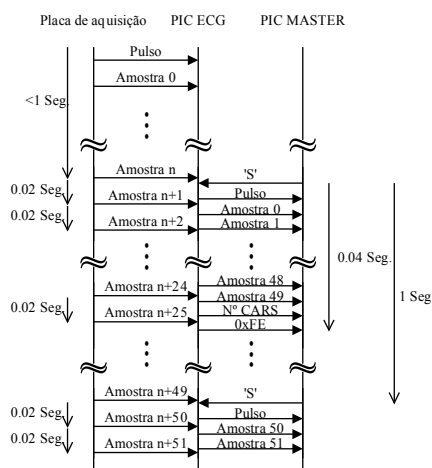 Placa de aquisição PIC ECG PIC MASTER
Pulso
Amostra 0
<1 Seg.
Amostra n
'S'
0.02 Seg.
Amostra n+1
Pulso
0.02 Seg.
Amostra 0
Amostra n+2
Amostra 1
0.04 Seg.
Amostra 48
Amostra n+24
Amostra 49
1 Seg
0.02 Seg.
Amostra n+25
Nº CARS
0xFE
Amostra n+49
'S'
0.02 Seg.
Amostra n+50
Pulso
0.02 Seg.
Amostra 50
Amostra n+51
Amostra 51